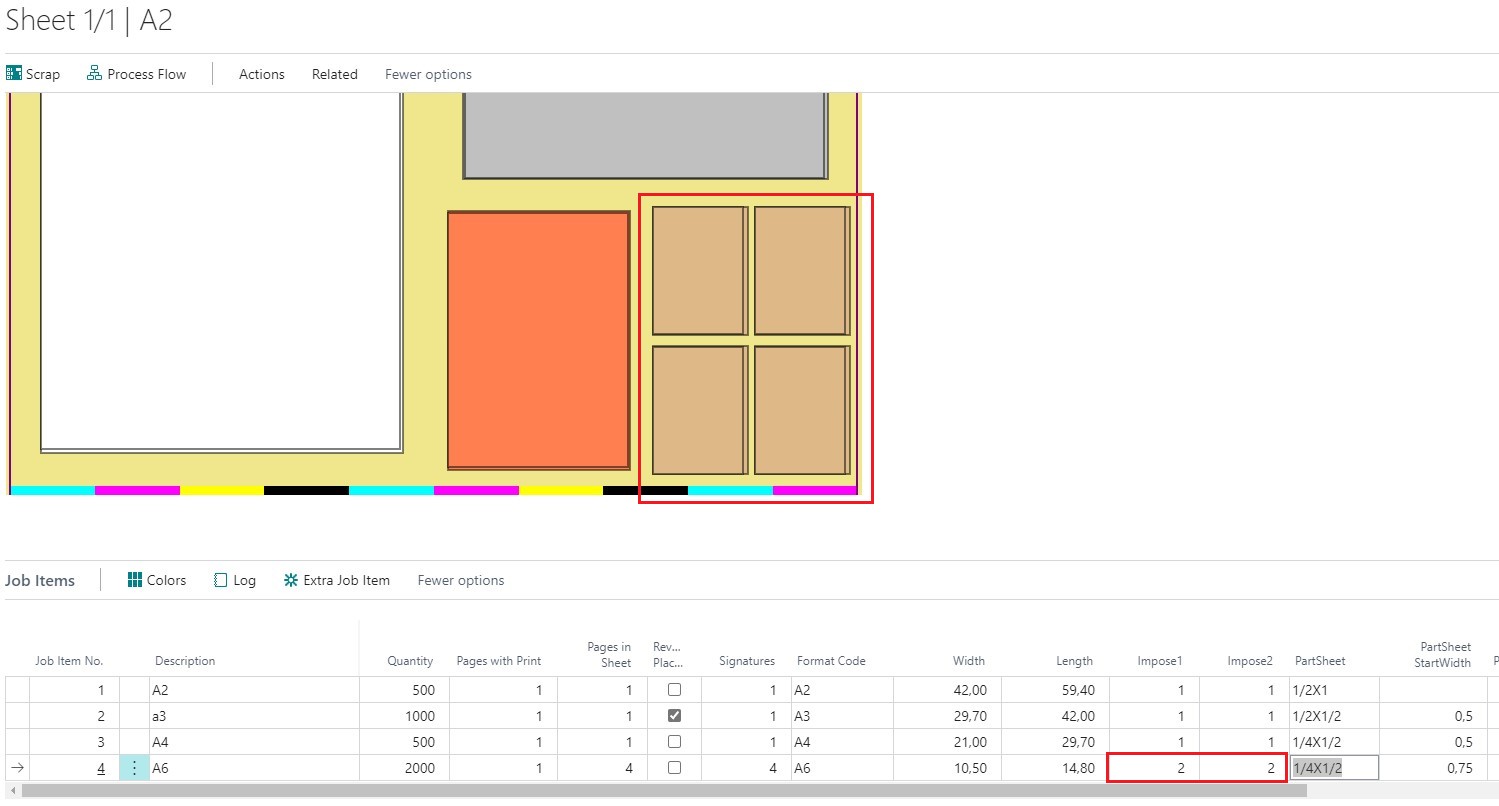 Sheet 1/1 | A2
Scrap Process Flow Actions Related Fewer options
Job Items Colors Log Extra Job Item Fewer options
Job Item No. Description Quantity Pages with Print Pages in Sheet Rev... Plac... Signatures Format Code Width Length Impose1 Impose2 PartSheet PartSheet StartWidth P
1 A2 500 1 1 1 A2 42,00 59,40 1 1 1/2X1
2 a3 1000 1 1 1 A3 29,70 42,00 1 1 1/2X1/2 0,5
3 A4 500 1 1 1 A4 21,00 29,70 1 1 1/4X1/2 0,5
4 A6 2000 1 4 4 A6 10,50 14,80 2 2 1/4X1/2 0,75